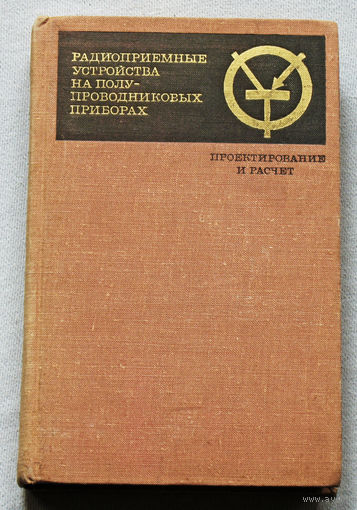 РАДИОПРИЕМНЫЕ
УСТРОЙСТВА
НА ПОЛУ-
ПРОВОДНИКОВЫХ
ПРИБОРАХ
ПРОЕКТИРОВАНИЕ
И РАСЧЕТ